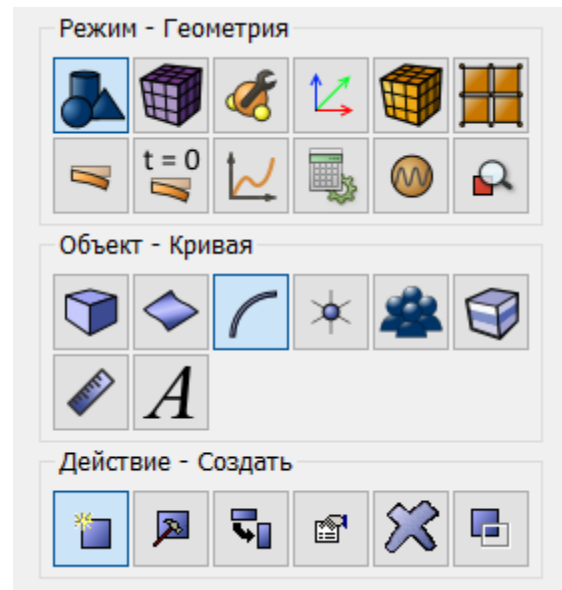 Режим - Геометрия
t = 0
Объект - Кривая
A
Действие - Создать